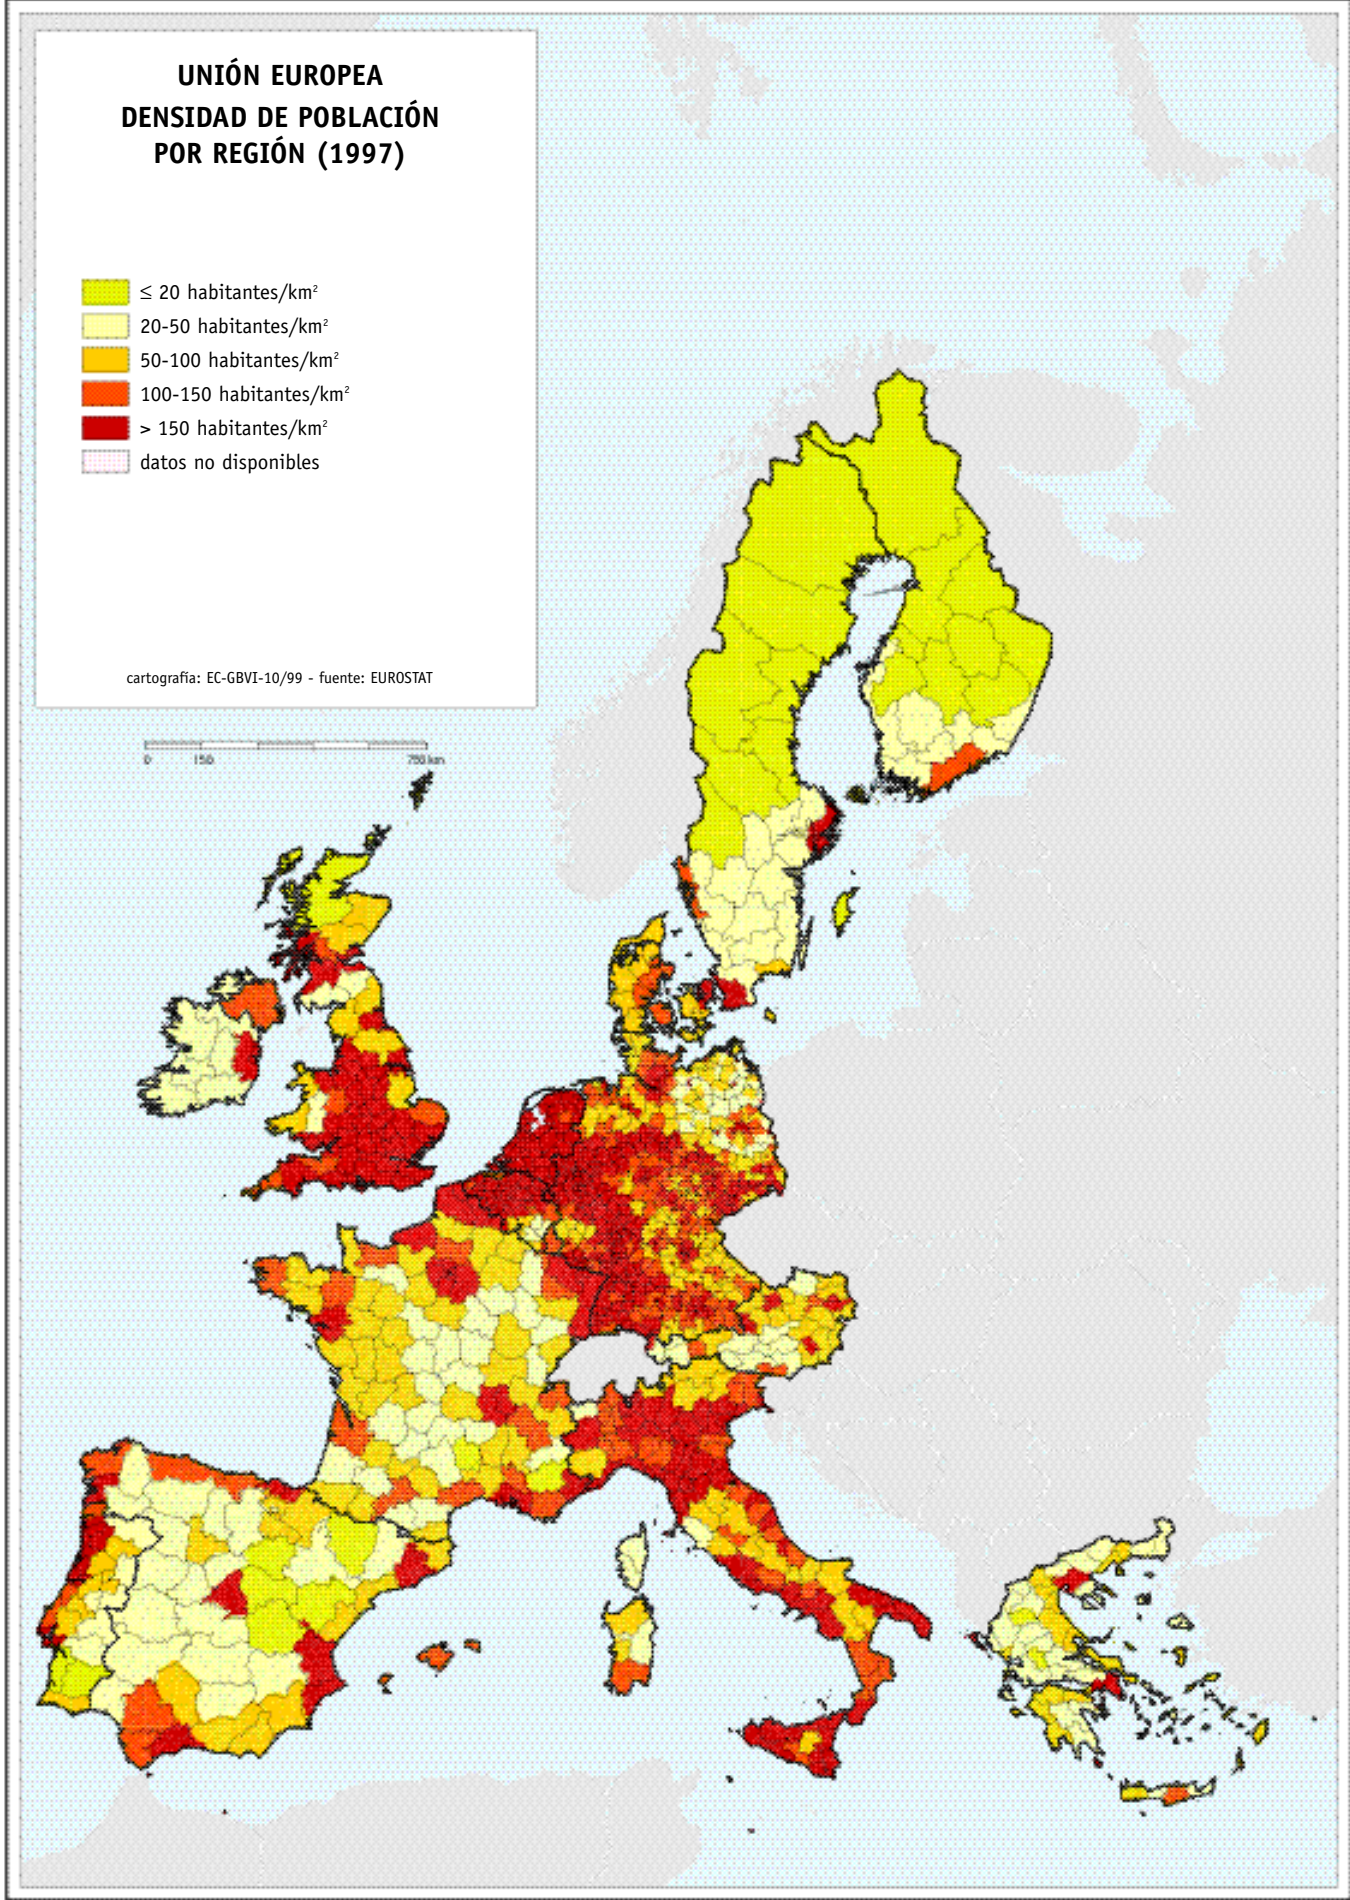 UNIÓN EUROPEA
DENSIDAD DE POBLACIÓN
POR REGIÓN (1997)
≤ 20 habitantes/km²
20-50 habitantes/km²
50-100 habitantes/km²
100-150 habitantes/km²
> 150 habitantes/km²
datos no disponibles
cartografía: EC-GBVI-10/99 - fuente: EUROSTAT
0 150 750 km